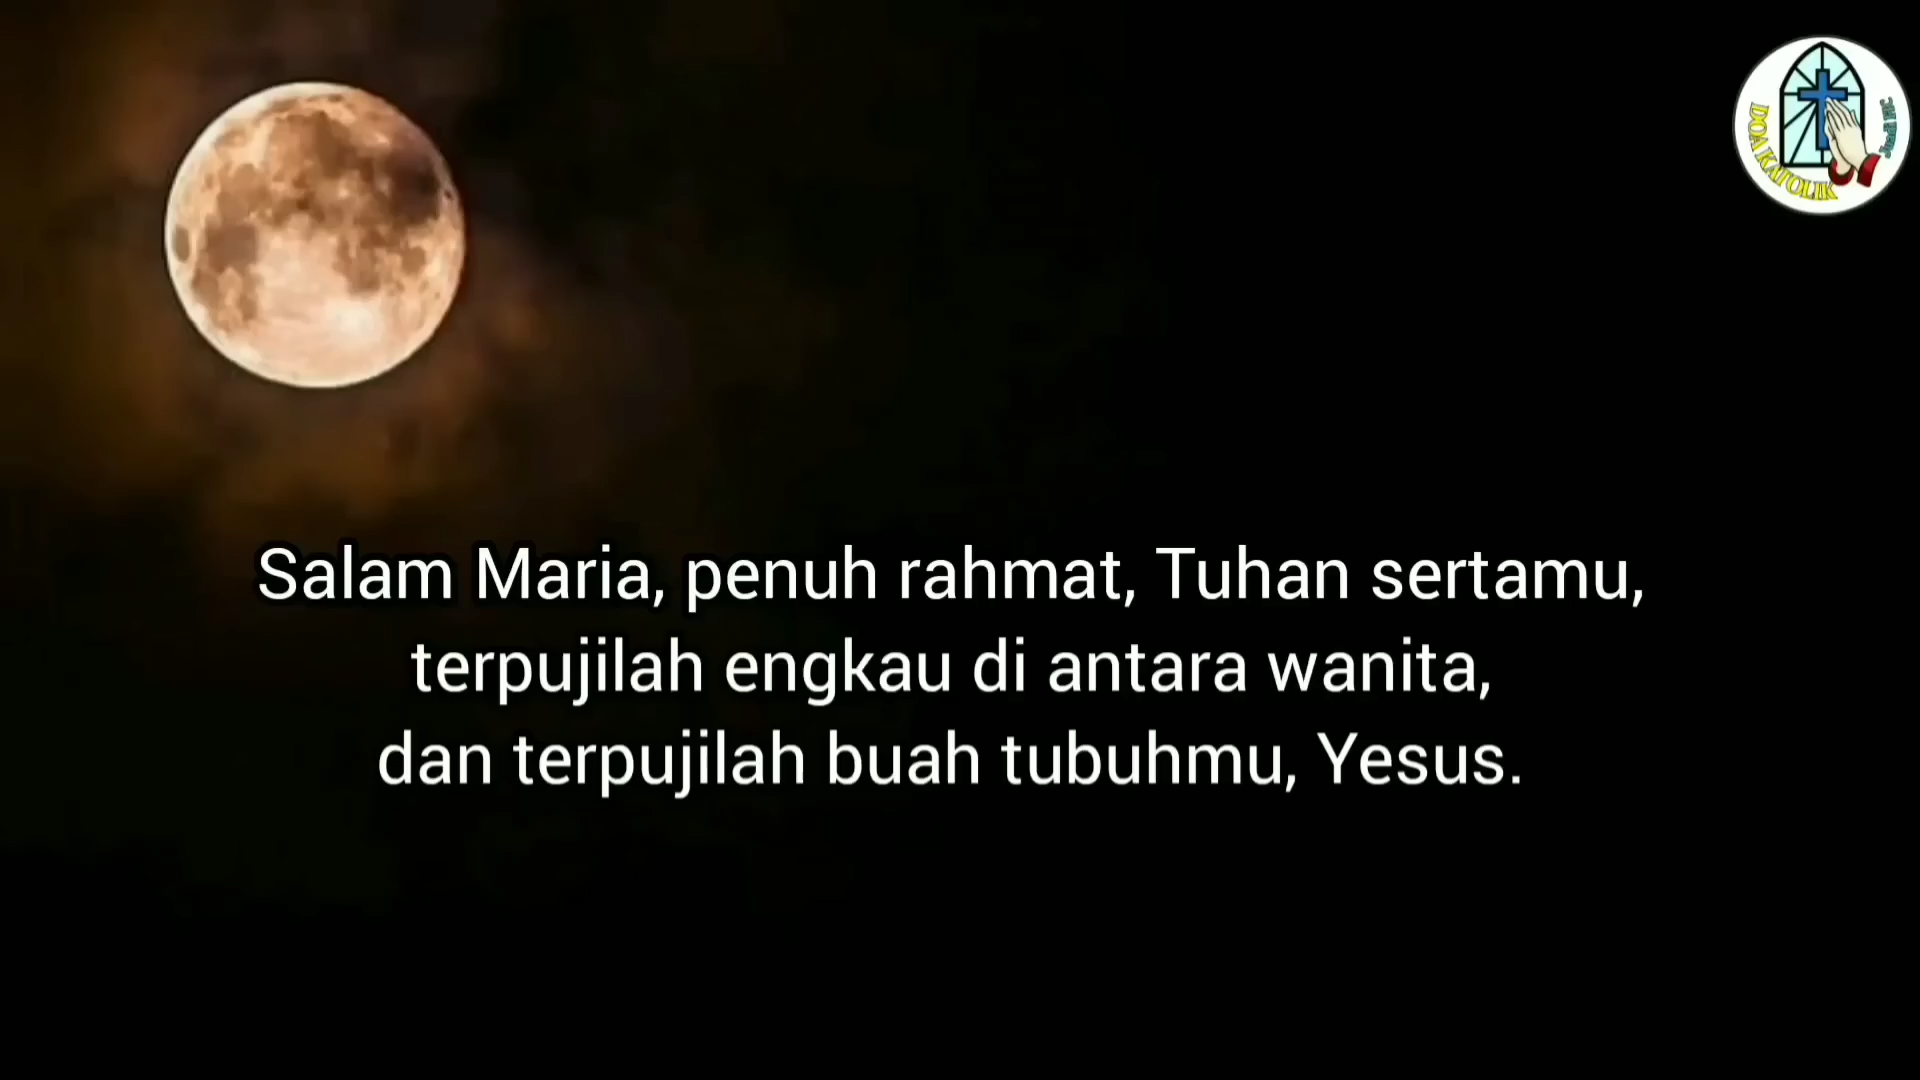 DOA KATOLIK
Salam Maria, penuh rahmat, Tuhan sertamu,
terpujilah engkau di antara wanita,
dan terpujilah buah tubuhmu, Yesus.